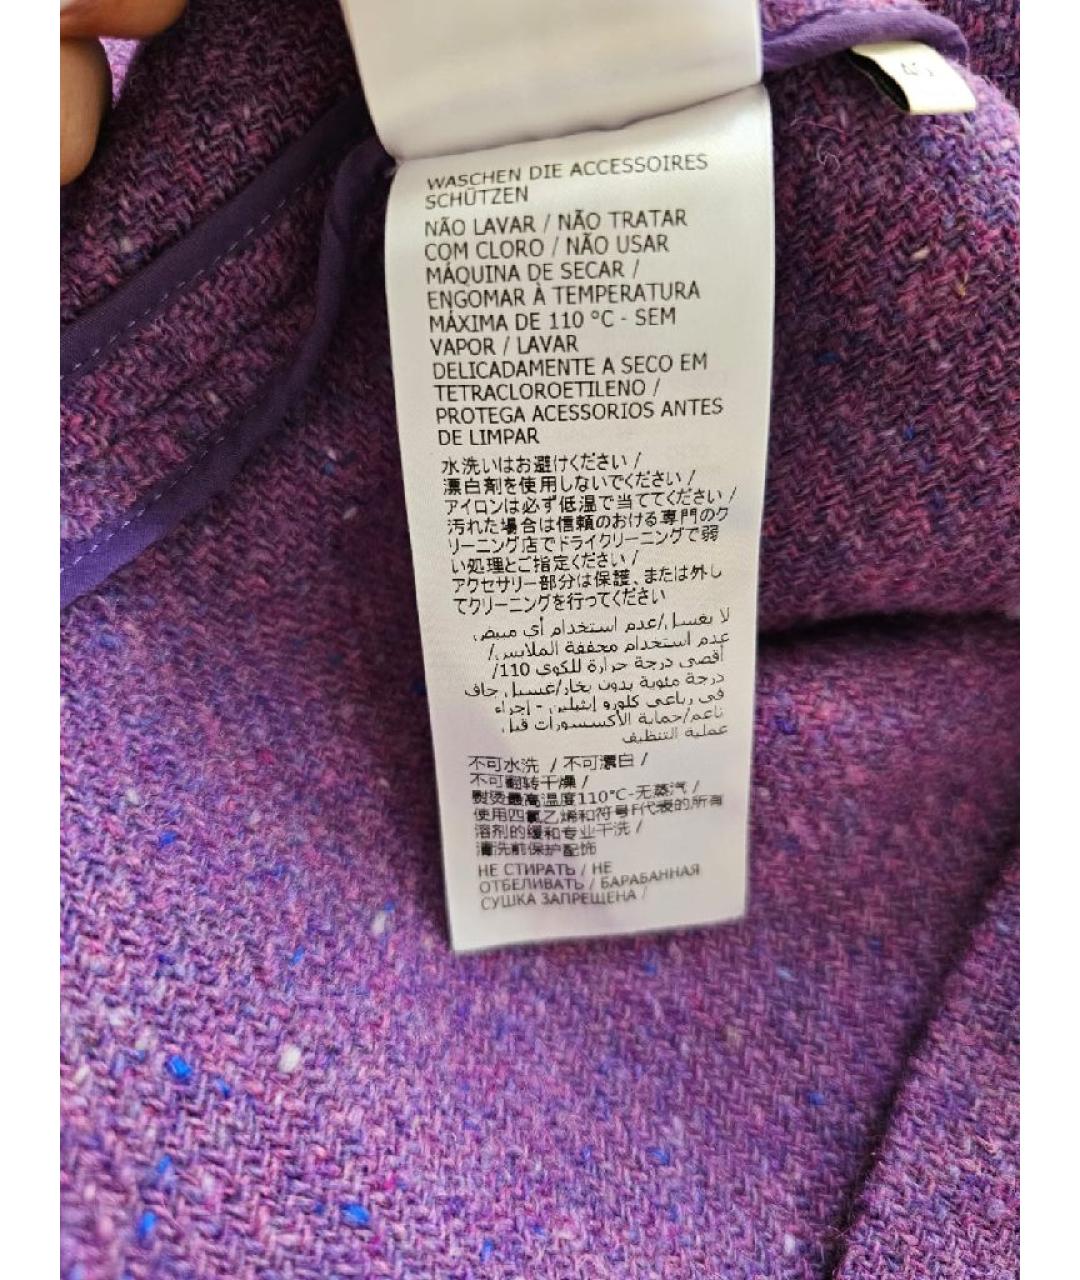 WASCHEN DIE ACCESSOIRES
SCHÜTZEN
NÃO LAVAR / NÃO TRATAR
COM CLORO / NÃO USAR
MÁQUINA DE SECAR /
ENGOMAR À TEMPERATURA
MÁXIMA DE 110 °C - SEM
VAPOR / LAVAR
DELICADAMENTE A SECO EM
TETRACLOROETILENO /
PROTEGA ACESSORIOS ANTES
DE LIMPAR
水洗いはお避けください /
漂白剤を使用しないでください /
アイロンは必ず低温で当ててください /
汚れた場合は信頼のおける専門のク
リーニング店でドライクリーニングで弱
い処理とご指定ください /
アクセサリー部分は保護、または外し
てクリーニングを行ってください
لا يغسل/عدم استخدام أي مبيض,
عدم استخدام مجففة الملابس/
أقصى درجة حرارة للكوي 110/
درجة مئوية بدون بخار/غسيل جاف
في رباعي كلورو إيثيلين - إجراء
ناعم/حماية الأكسسورات قبل
عملية التنظيف
不可水洗 / 不可漂白 /
不可翻转干燥 /
熨烫最高温度110°C-无蒸汽 /
使用四氯乙烯和符号F代表的所有
溶剂的缓和专业干洗 /
清洗前保护配饰
НЕ СТИРАТЬ / НЕ
ОТБЕЛИВАТЬ / БАРАБАННАЯ
СУШКА ЗАПРЕЩЕНА /